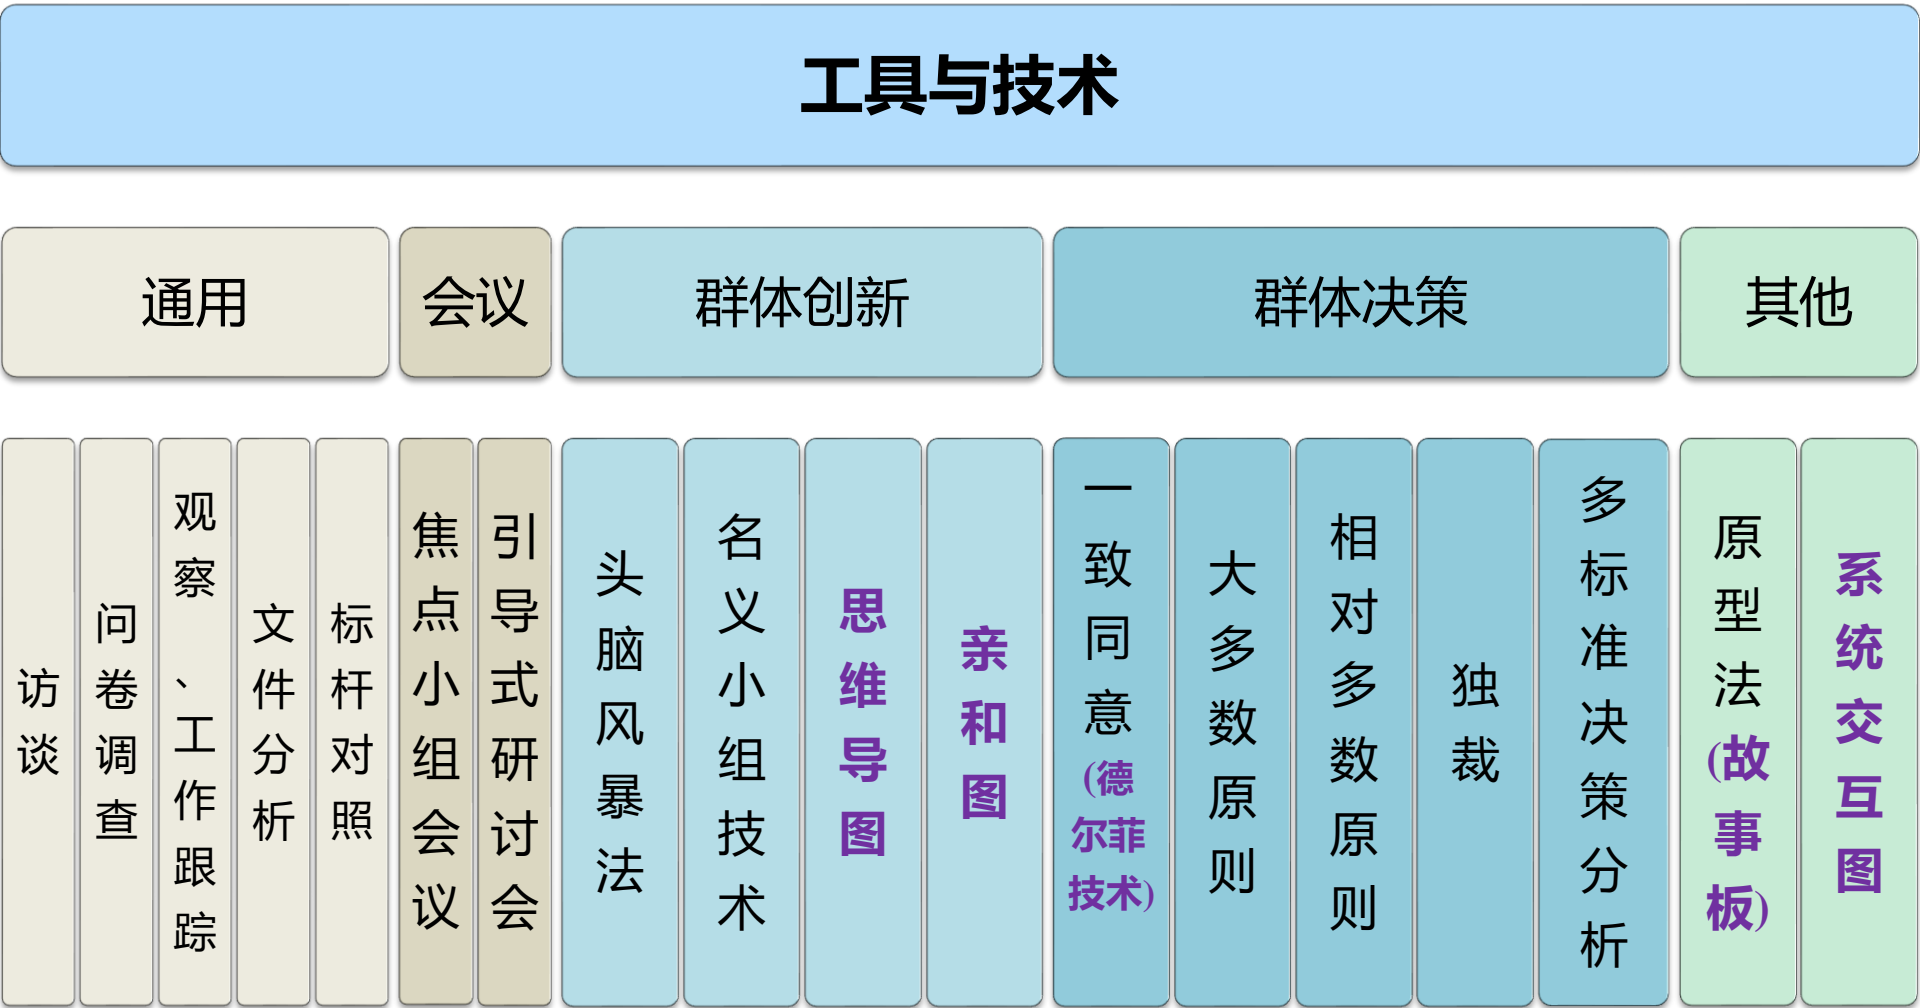 工具与技术
通用
会议
群体创新
群体决策
其他
访谈
问卷调查
观察、工作跟踪
文件分析
标杆对照
焦点小组会议
引导式研讨会
头脑风暴法
名义小组技术
思维导图
亲和图
一致同意(德尔菲技术)
大多数原则
相对多数原则
独裁
多标准决策分析
原型法(故事板)
系统交互图